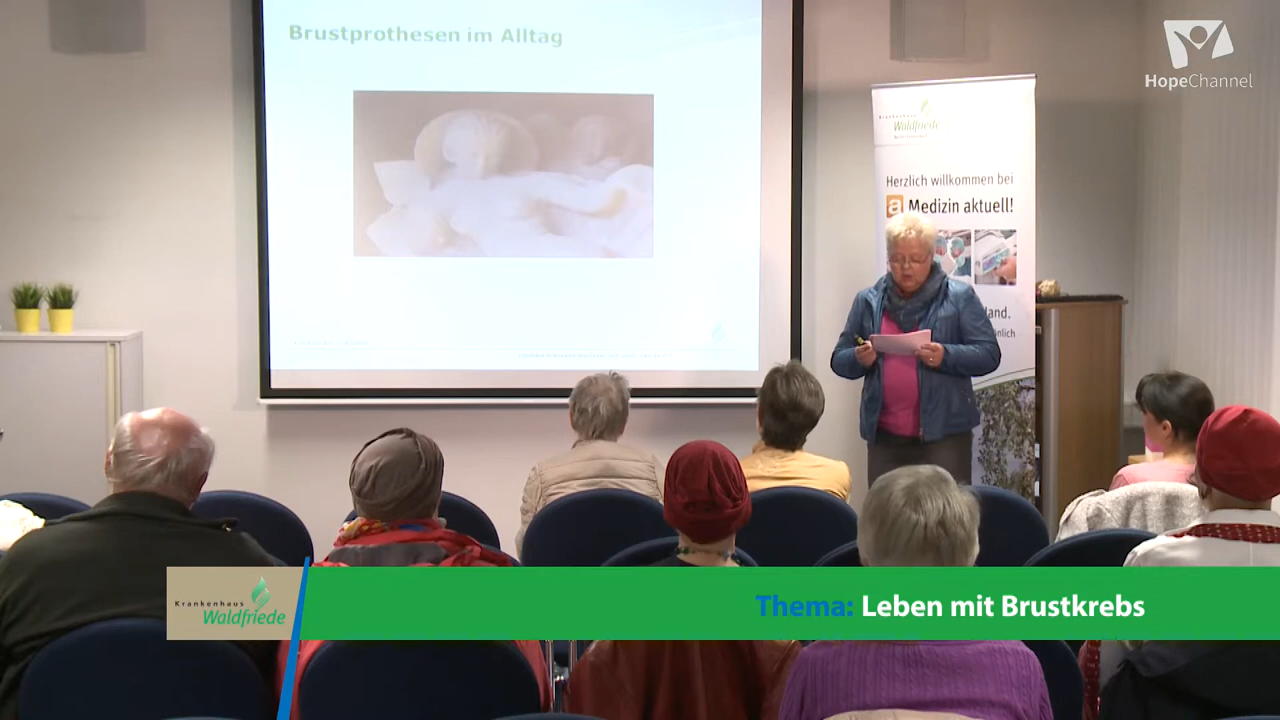 Brustprothesen im Alltag
HopeChannel
Krankenhaus
Waldfriede
Herzlich willkommen bei
a Medizin aktuell!
land.
Krankenhaus
Waldfriede
Thema: Leben mit Brustkrebs